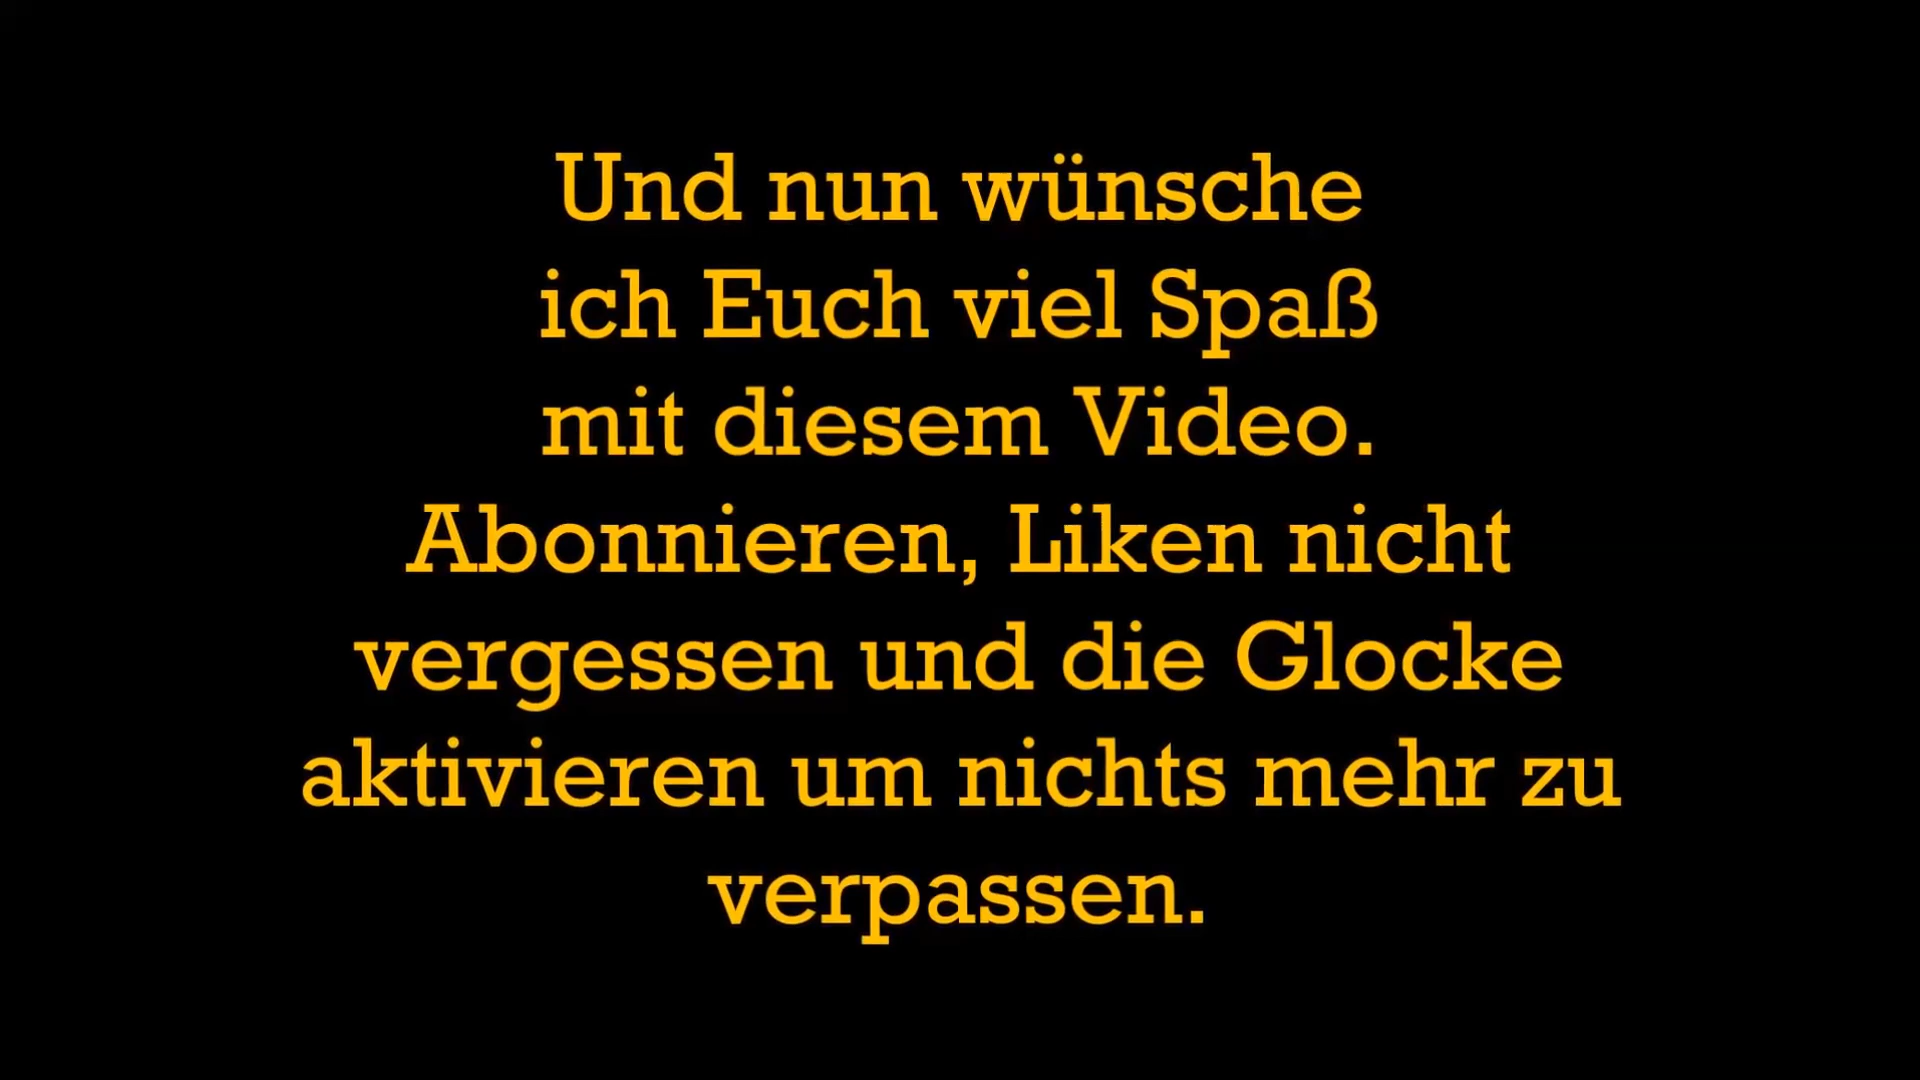 Und nun wünsche
ich Euch viel Spaß
mit diesem Video.
Abonnieren, Liken nicht
vergessen und die Glocke
aktivieren um nichts mehr zu
verpassen.